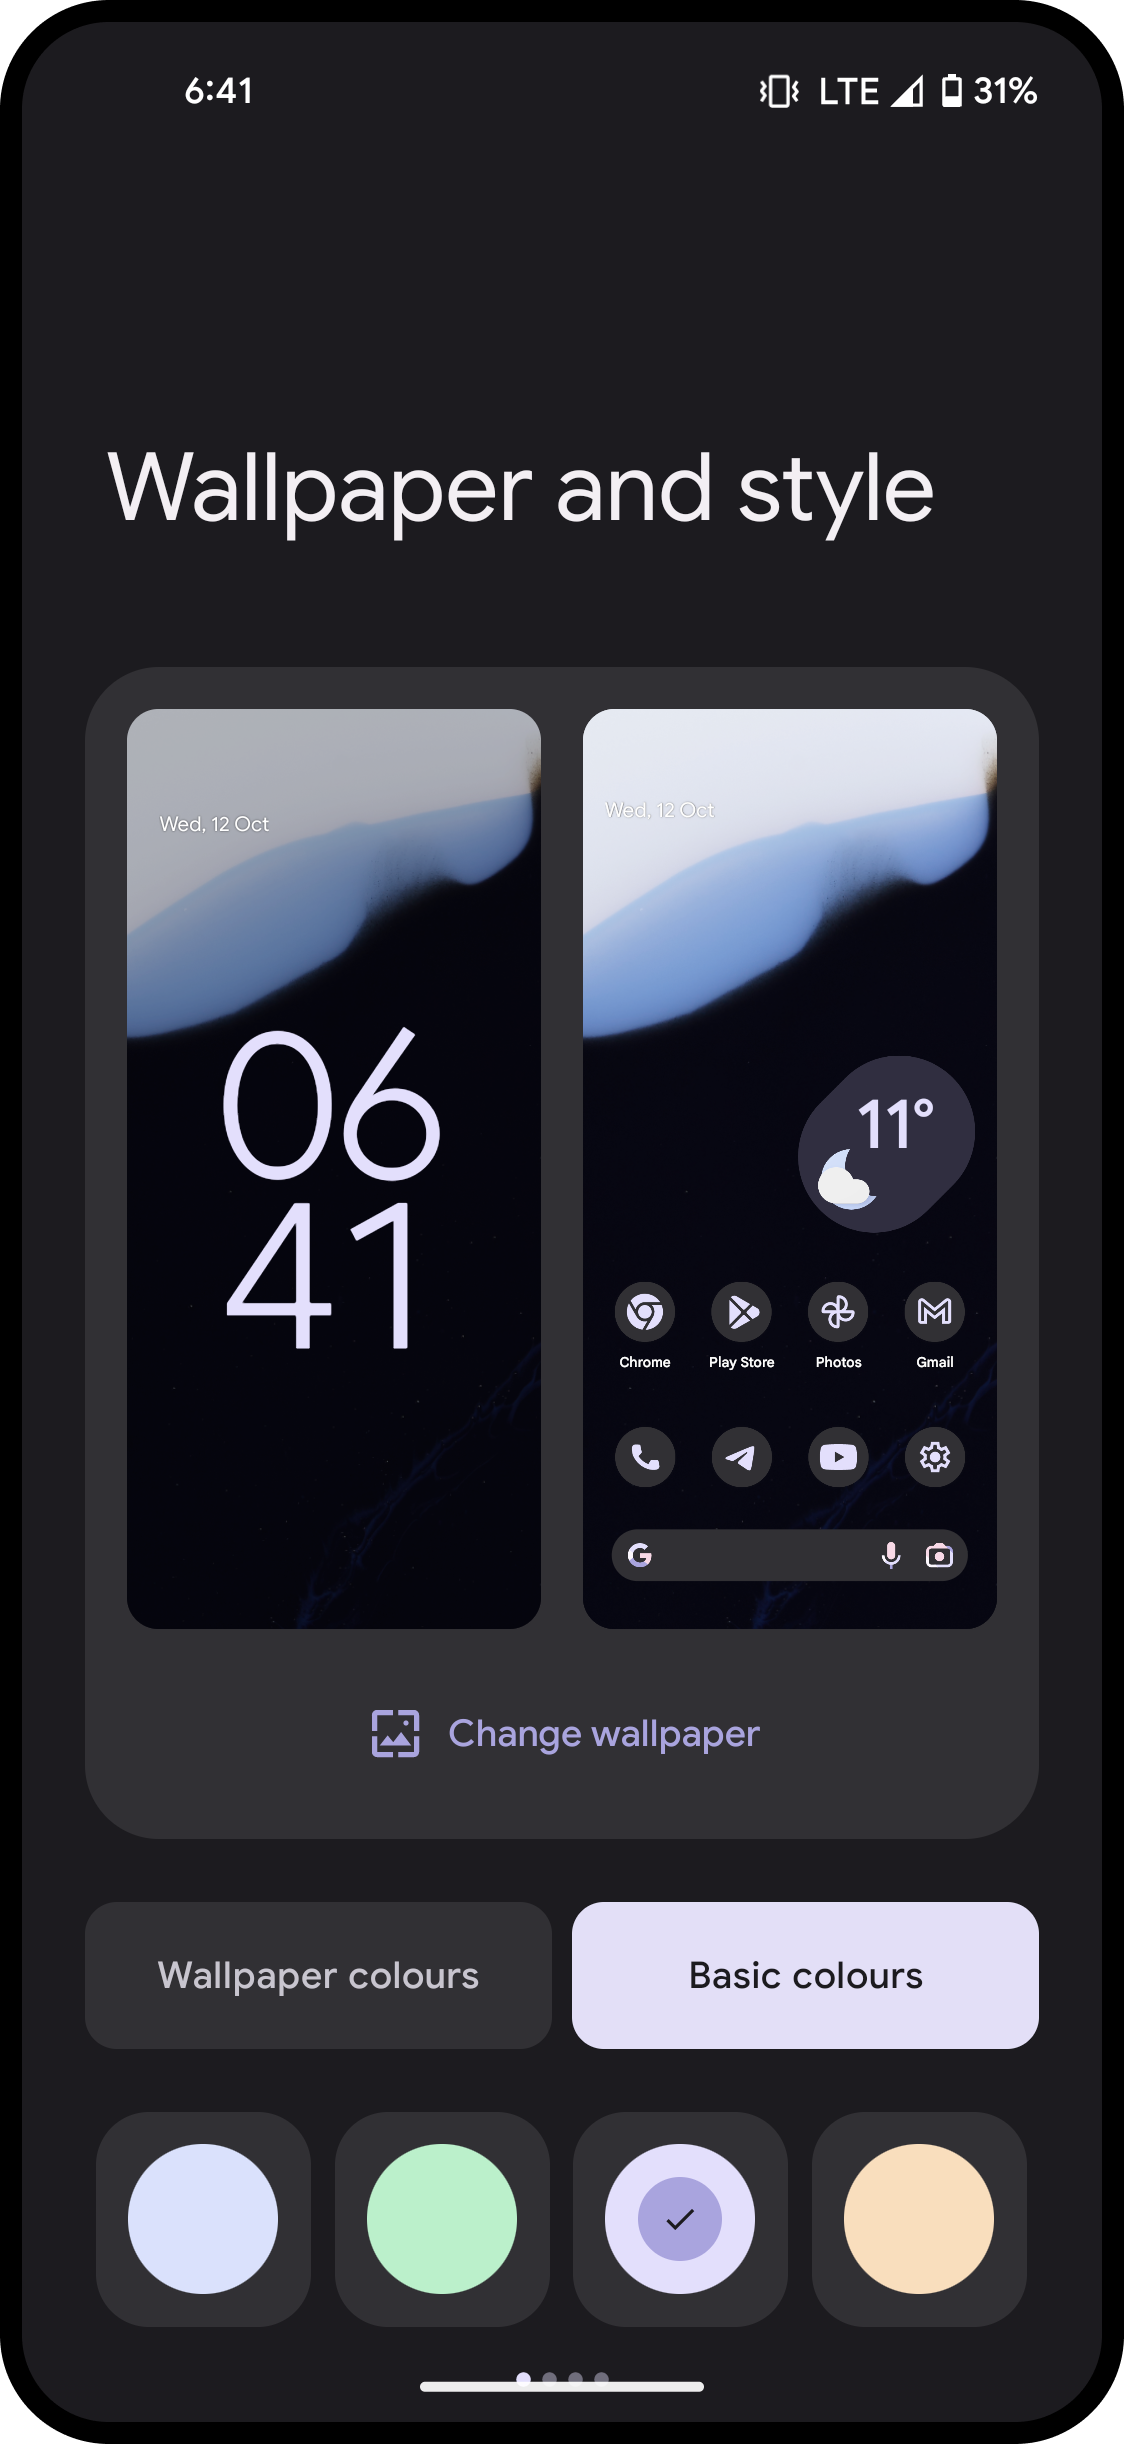 6:41
LTE 31%
Wallpaper and style
Wed, 12 Oct
06
41
Wed, 12 Oct
11°
Chrome Play Store Photos Gmail
G
Change wallpaper
Wallpaper colours
Basic colours